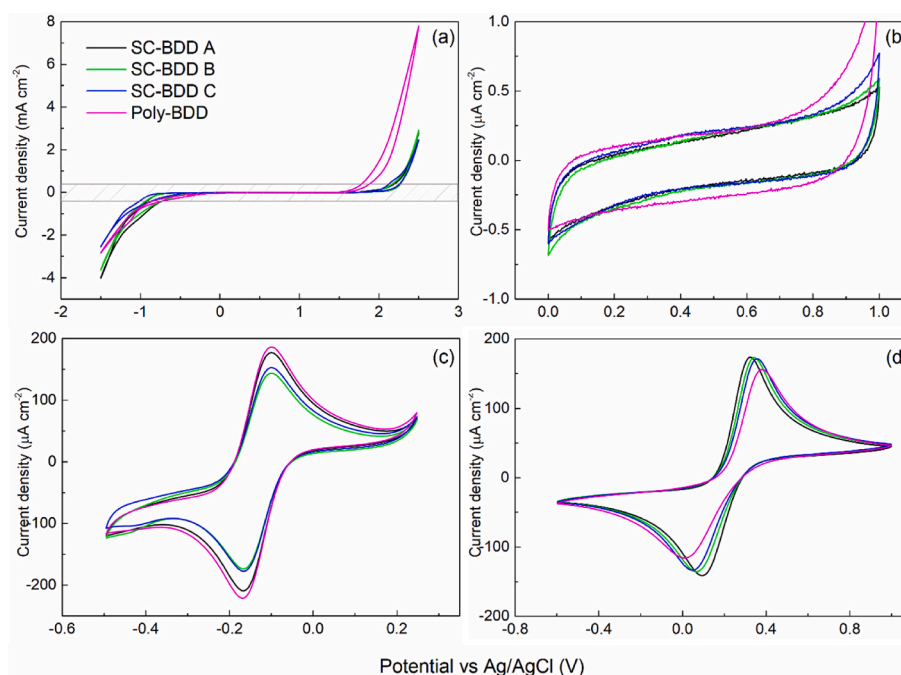 Current density (mA cm⁻²)
8
6
4
2
0
-2
-4
(a)
SC-BDD A
SC-BDD B
SC-BDD C
Poly-BDD
-2 -1 0 1 2 3
Current density (µA cm⁻²)
1.0
0.5
0.0
-0.5
-1.0
(b)
0.0 0.2 0.4 0.6 0.8 1.0
Current density (µA cm⁻²)
200
100
0
100
-200
(c)
-0.6 -0.4 -0.2 0.0 0.2
Current density (µA cm⁻²)
200
100
0
-100
-200
(d
-0.8 -0.4 0.0 0.4 0.8
Potential vs Ag/AgCl (V)